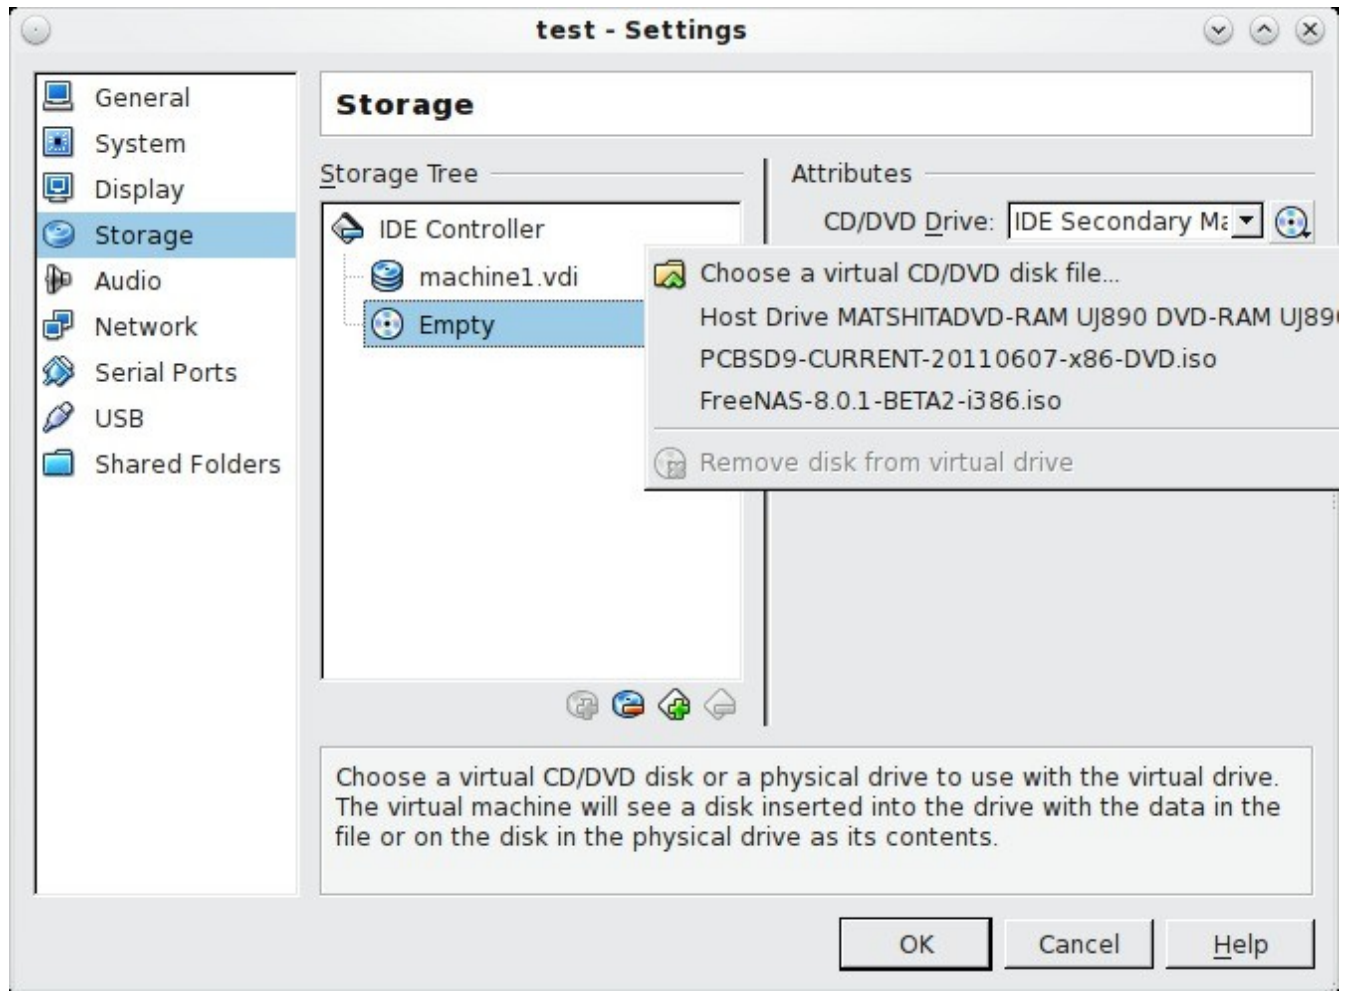 test - Settings
General
System
Display
Storage
Audio
Network
Serial Ports
USB
Shared Folders
Storage
Storage Tree
IDE Controller
machine1.vdi
Empty
Attributes
CD/DVD Drive: IDE Secondary Ma
Choose a virtual CD/DVD disk file...
Host Drive MATSHITADVD-RAM UJ890 DVD-RAM UJ89
PCBSD9-CURRENT-20110607-x86-DVD.iso
FreeNAS-8.0.1-BETA2-i386.iso
Remove disk from virtual drive
Choose a virtual CD/DVD disk or a physical drive to use with the virtual drive.
The virtual machine will see a disk inserted into the drive with the data in the
file or on the disk in the physical drive as its contents.
OK
Cancel
Help